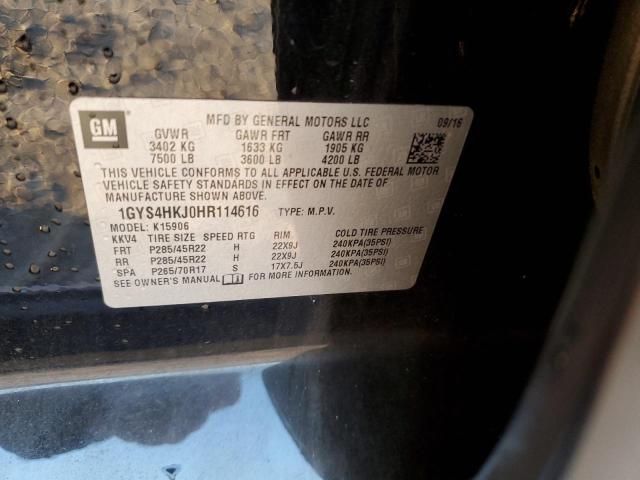 GM
MFD BY GENERAL MOTORS LLC 09/16
GVWR GAWR FRT GAWR RR
3402 KG 1633 KG 1905 KG
7500 LB 3600 LB 4200 LB
THIS VEHICLE CONFORMS TO ALL APPLICABLE U.S. FEDERAL MOTOR
VEHICLE SAFETY STANDARDS IN EFFECT ON THE DATE OF
MANUFACTURE SHOWN ABOVE.
1GYS4HKJ0HR114616 TYPE: M.P.V.
MODEL: K15906
KKV4 TIRE SIZE SPEED RTG RIM COLD TIRE PRESSURE
FRT P285/45R22 H 22X9J 240KPA(35PSI)
RR P285/45R22 H 22X9J 240KPA(35PSI)
SPA P265/70R17 S 17X7.5J 240KPA(35PSI)
SEE OWNER'S MANUAL FOR MORE INFORMATION.